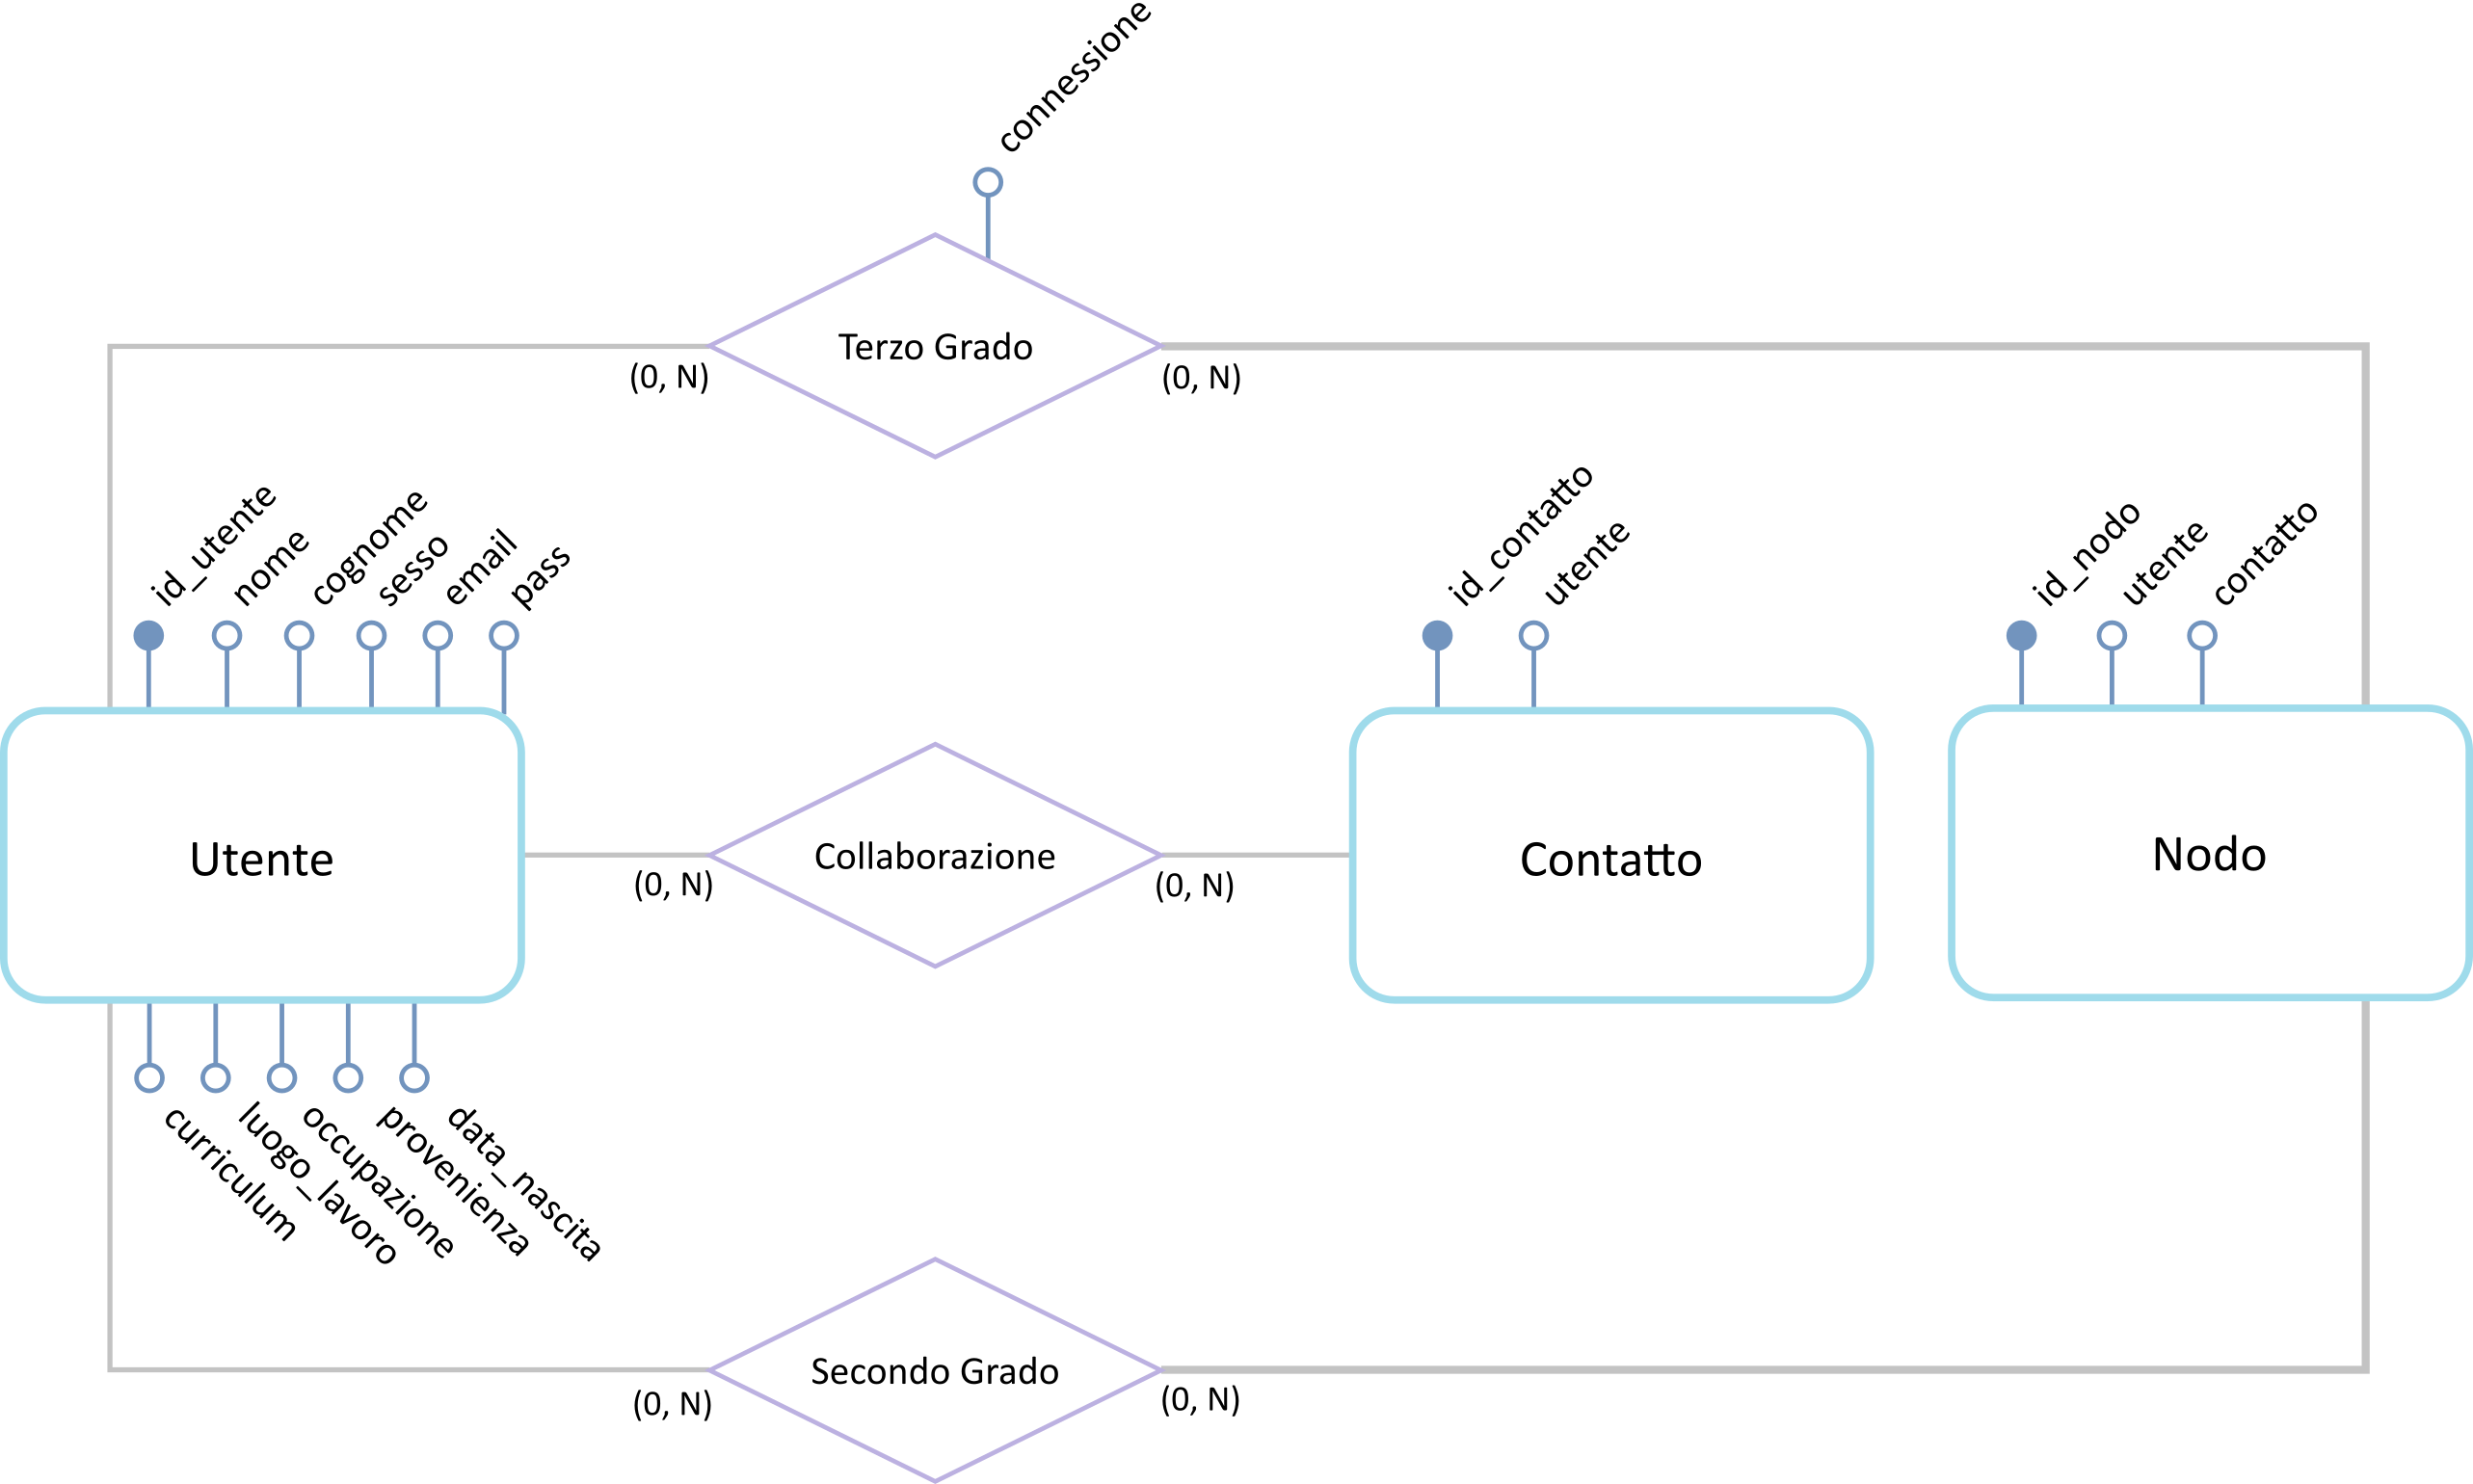 connessione
Terzo Grado
(0, N)
(0, N)
id_utente
nome
cognome
sesso
email
pass
id_contatto
utente
id_nodo
utente
contatto
Utente
Collaborazione
(0, N)
(0, N)
Contatto
Nodo
curriculum
luogo_lavoro
occupazione
provenienza
data_nascita
Secondo Grado
(0, N)
(0, N)